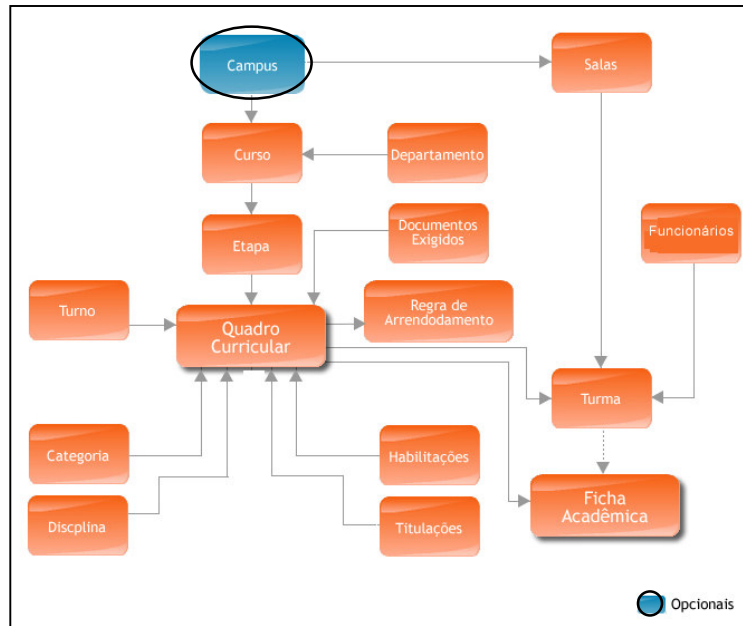 Campus
Salas
Curso
Departamento
Etapa
Documentos
Exigidos
Funcionários
Turno
Quadro
Curricular
Regra de
Arrendodamento
Turma
Categoria
Habilitações
Discplina
Titulações
Ficha
Acadêmica
Opcionais